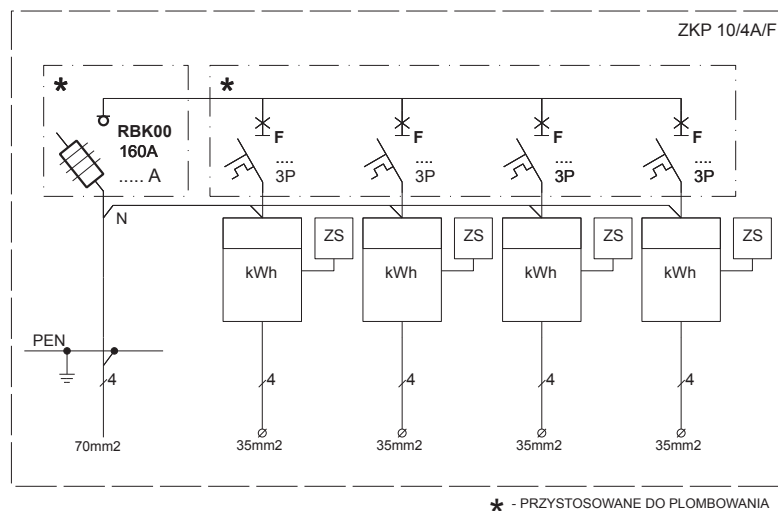 ZKP 10/4A/F
*
*
RBK00
160A
..... A
F
....
3P
F
....
3P
F
....
3P
F
....
3P
N
kWh
ZS
kWh
ZS
kWh
ZS
kWh
ZS
PEN
4
4
4
4
4
70mm2
35mm2
35mm2
35mm2
35mm2
* - PRZYSTOSOWANE DO PLOMBOWANIA